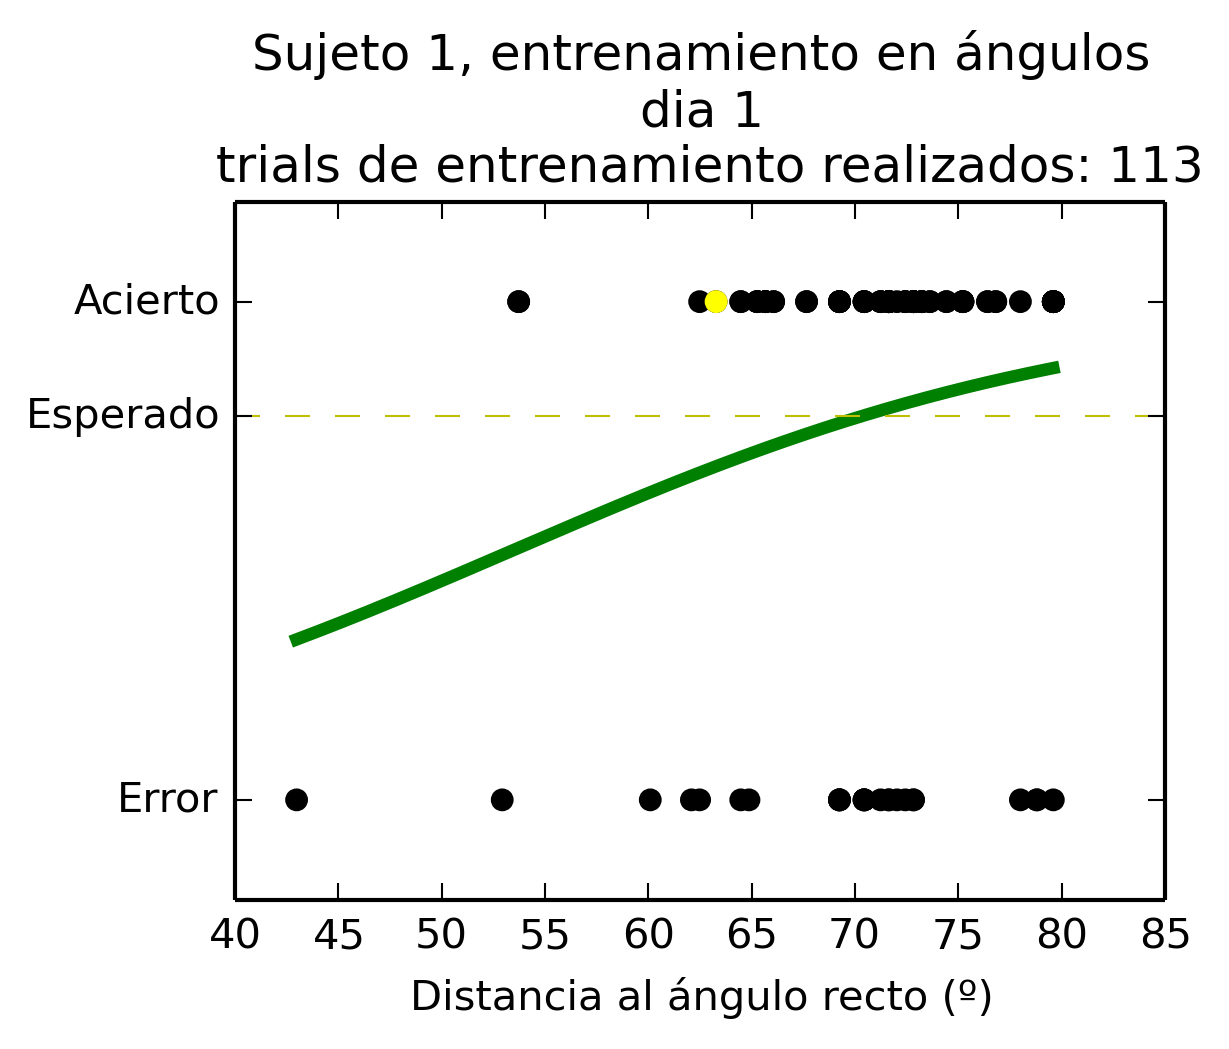 Sujeto 1, entrenamiento en ángulos
dia 1
trials de entrenamiento realizados: 113
Acierto
Esperado
Error
40 45 50 55 60 65 70 75 80 85
Distancia al ángulo recto (º)